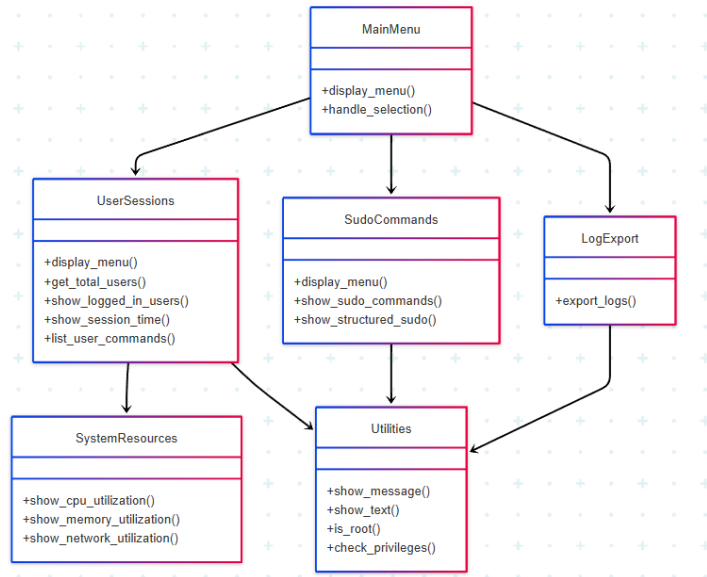 MainMenu
+display_menu()
+handle_selection()
UserSessions
+display_menu()
+get_total_users()
+show_logged_in_users()
+show_session_time()
+list_user_commands()
SudoCommands
+display_menu()
+show_sudo_commands()
+show_structured_sudo()
LogExport
+export_logs()
SystemResources
+show_cpu_utilization()
+show_memory_utilization()
+show_network_utilization()
Utilities
+show_message()
+show_text()
+is_root()
+check_privileges()